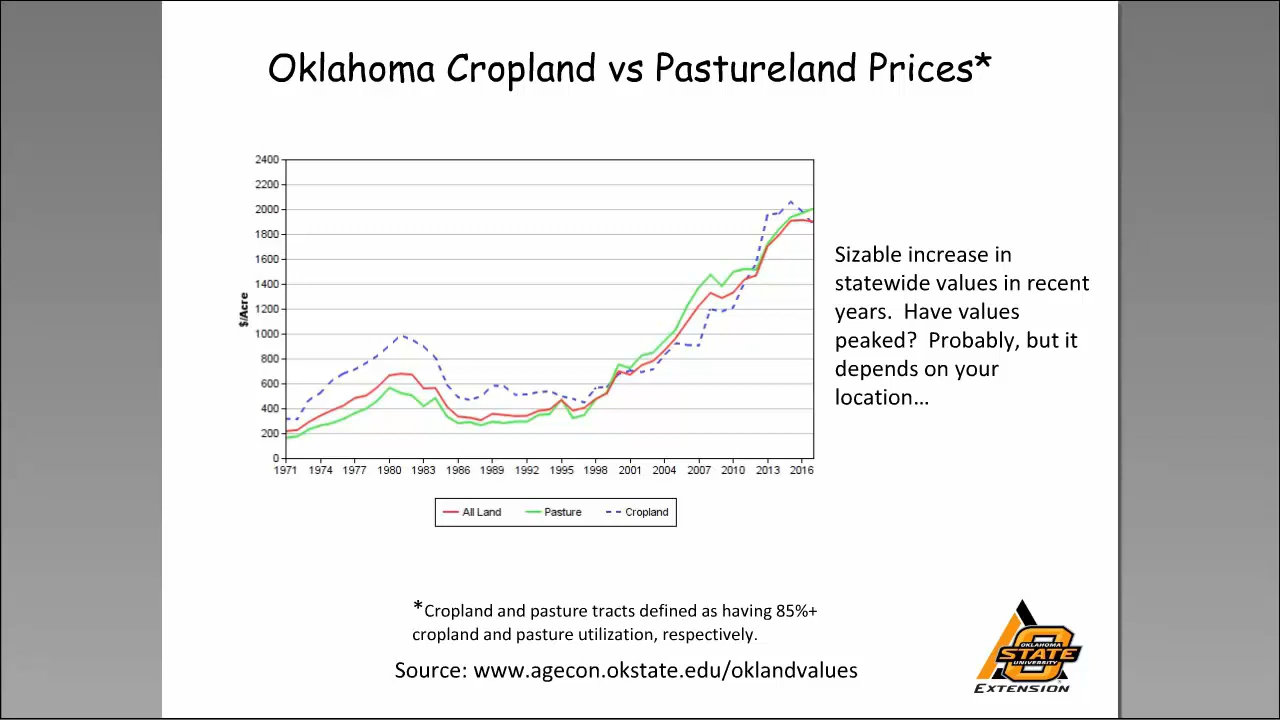 Oklahoma Cropland vs Pastureland Prices*
2400
2200
2000
1800
1600
1400
1200
1000
800
600
400
200
0
$/Acre
1971 1974 1977 1980 1983 1986 1989 1992 1995 1998 2001 2004 2007 2010 2013 2016
All Land Pasture Cropland
Sizable increase in
statewide values in recent
years.  Have values
peaked?  Probably, but it
depends on your
location…
*Cropland and pasture tracts defined as having 85%+
cropland and pasture utilization, respectively.
Source: www.agecon.okstate.edu/oklandvalues
OKLAHOMA
STATE
UNIVERSITY
EXTENSION